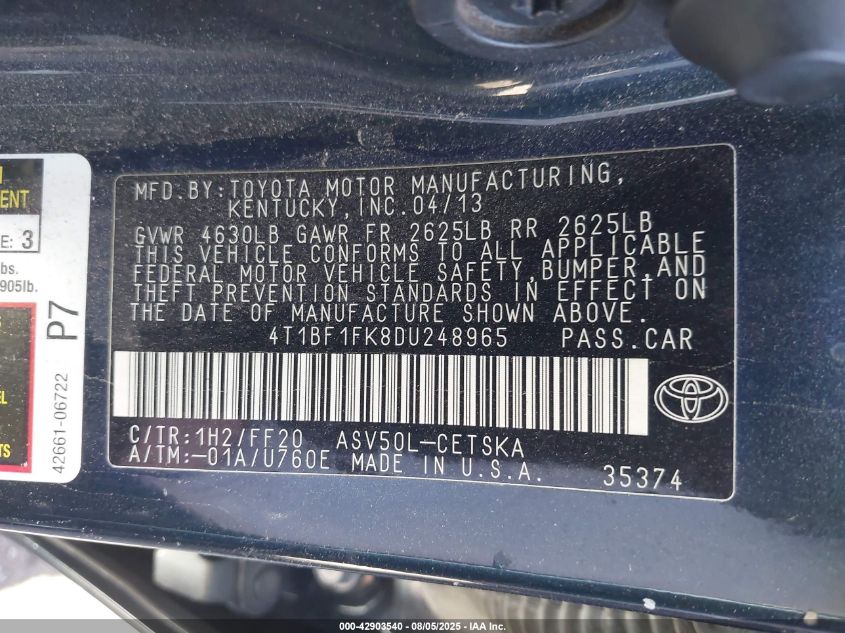 MFD.BY:TOYOTA MOTOR MANUFACTURING,
KENTUCKY,INC.04/13
GVWR 4630LB GAWR FR 2625LB RR 2625LB
THIS VEHICLE CONFORMS TO ALL APPLICABLE
FEDERAL MOTOR VEHICLE SAFETY,BUMPER,AND
THEFT PREVENTION STANDARDS IN EFFECT ON
THE DATE OF MANUFACTURE SHOWN ABOVE.
4T1BF1FK8DU248965 PASS.CAR
C/TR:1H2/FF20 ASV50L-CETSKA
A/TM:-01A/U760E MADE IN U.S.A. 35374
E: 3
bs.
905lb.
P7
42661-06722
EL
TS
000-42903540 - 08/05/2025 - IAA, Inc.